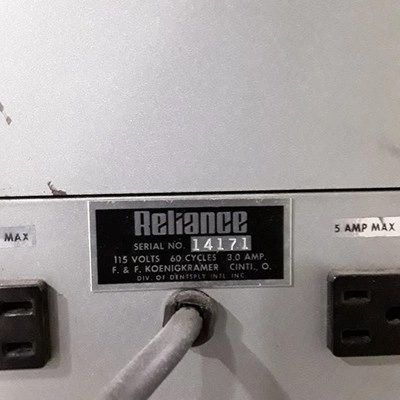 Reliance
SERIAL NO. 14171
MAX
5 AMP MAX
115 VOLTS 60 CYCLES 3.0 AMP.
F. & F. KOENIGKRAMER CINTI., O.
DIV. OF DENTSPLY INTL. INC.